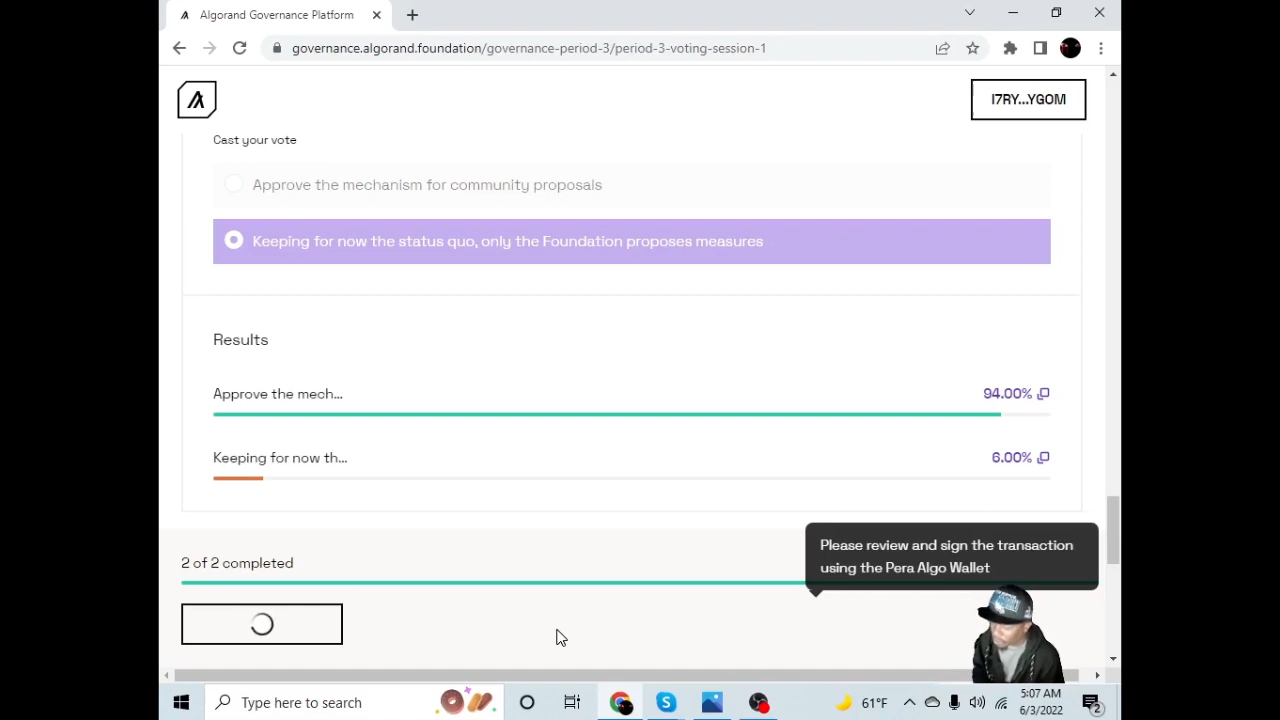 Algorand Governance Platform
governance.algorand.foundation/governance-period-3/period-3-voting-session-1
I7RY...YGOM
Cast your vote
Approve the mechanism for community proposals
Keeping for now the status quo, only the Foundation proposes measures
Results
Approve the mech...
94.00%
Keeping for now th...
6.00%
Please review and sign the transaction
using the Pera Algo Wallet
2 of 2 completed
Type here to search
61°F
5:07 AM
6/3/2022
2